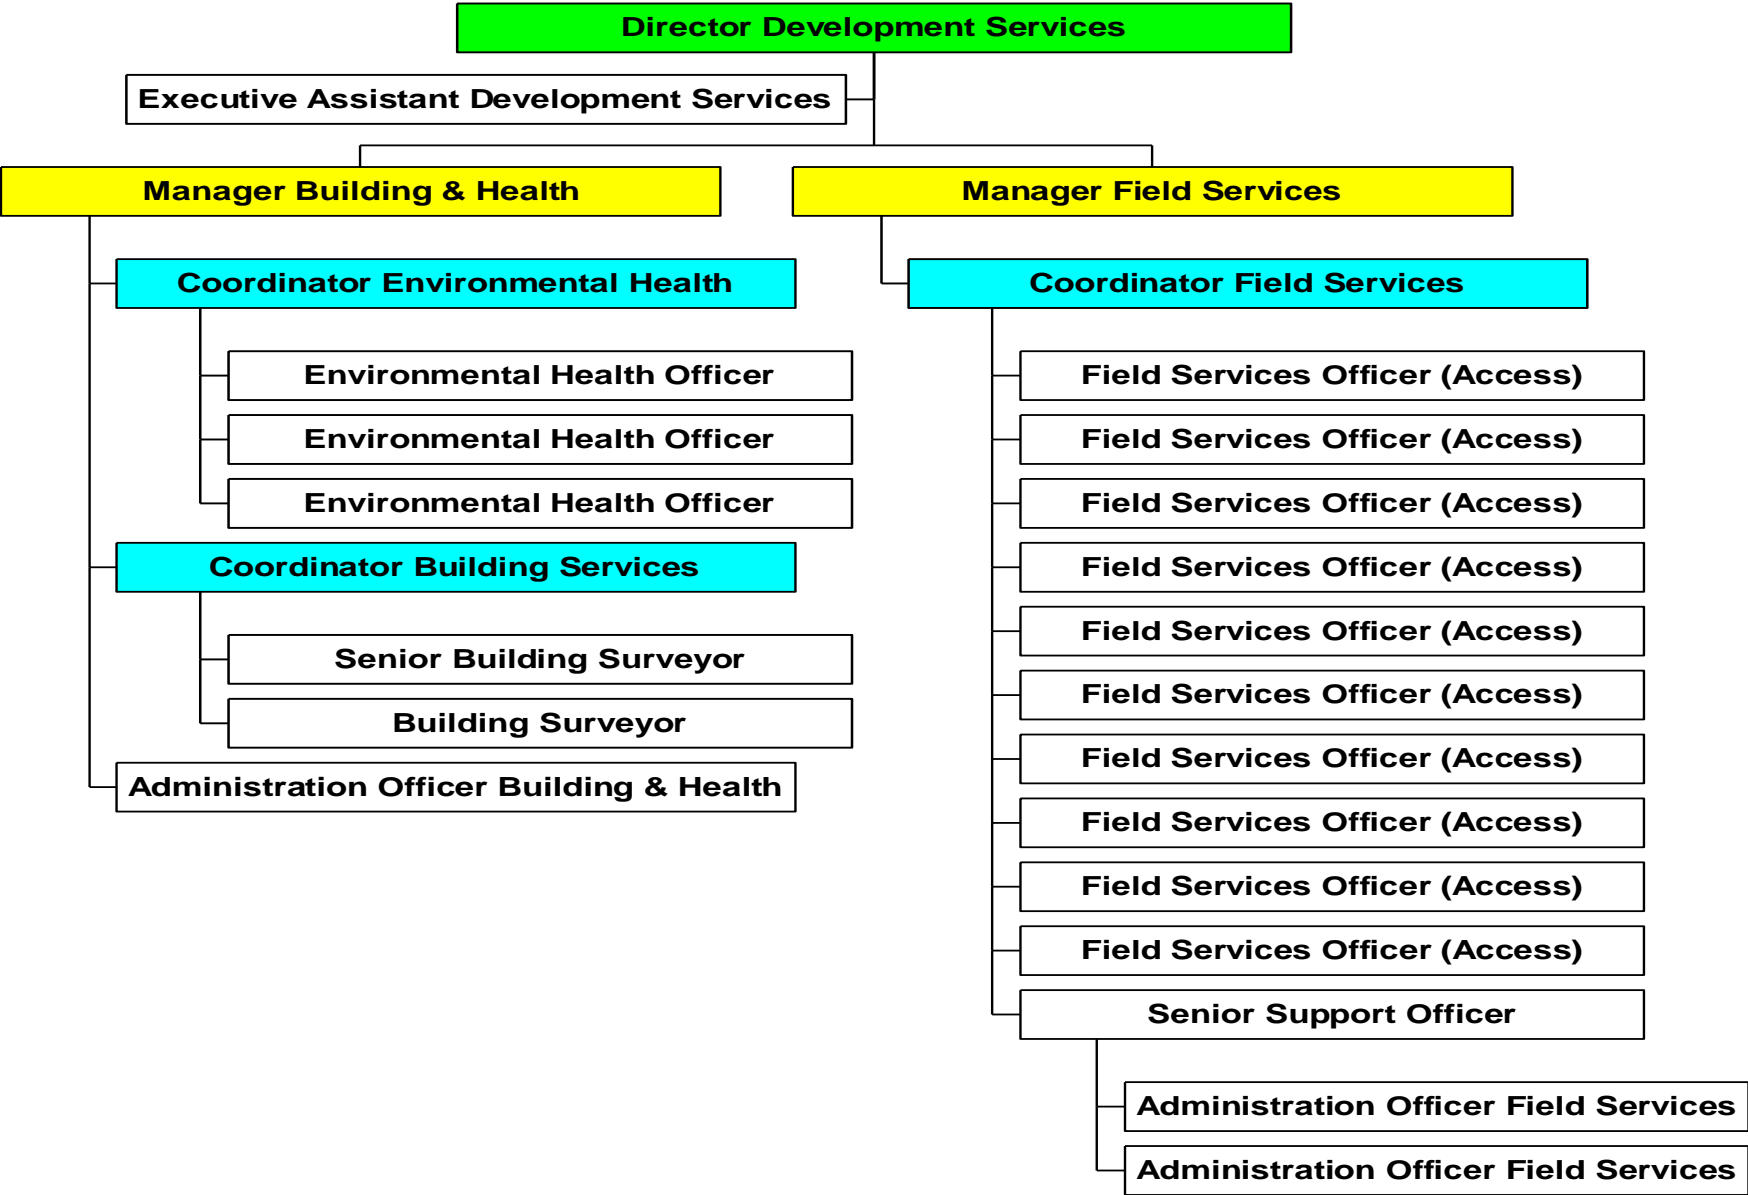 Director Development Services
Executive Assistant Development Services
Manager Building & Health
Manager Field Services
Coordinator Environmental Health
Environmental Health Officer
Environmental Health Officer
Environmental Health Officer
Coordinator Building Services
Senior Building Surveyor
Building Surveyor
Administration Officer Building & Health
Coordinator Field Services
Field Services Officer (Access)
Field Services Officer (Access)
Field Services Officer (Access)
Field Services Officer (Access)
Field Services Officer (Access)
Field Services Officer (Access)
Field Services Officer (Access)
Field Services Officer (Access)
Field Services Officer (Access)
Field Services Officer (Access)
Senior Support Officer
Administration Officer Field Services
Administration Officer Field Services